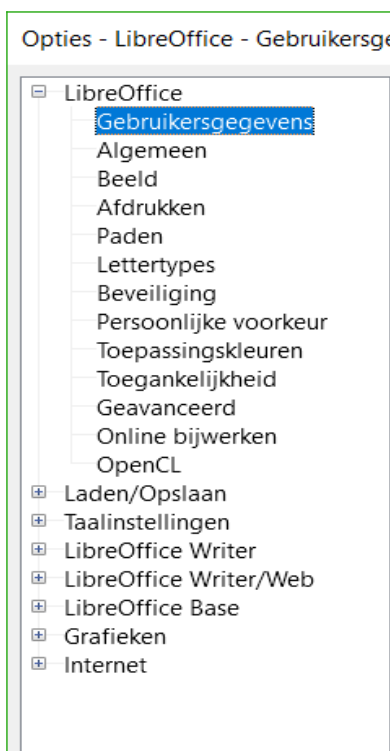 Opties - LibreOffice - Gebruikersge
LibreOffice
Gebruikersgegevens
Algemeen
Beeld
Afdrukken
Paden
Lettertypes
Beveiliging
Persoonlijke voorkeur
Toepassingskleuren
Toegankelijkheid
Geavanceerd
Online bijwerken
OpenCL
Laden/Opslaan
Taalinstellingen
LibreOffice Writer
LibreOffice Writer/Web
LibreOffice Base
Grafieken
Internet